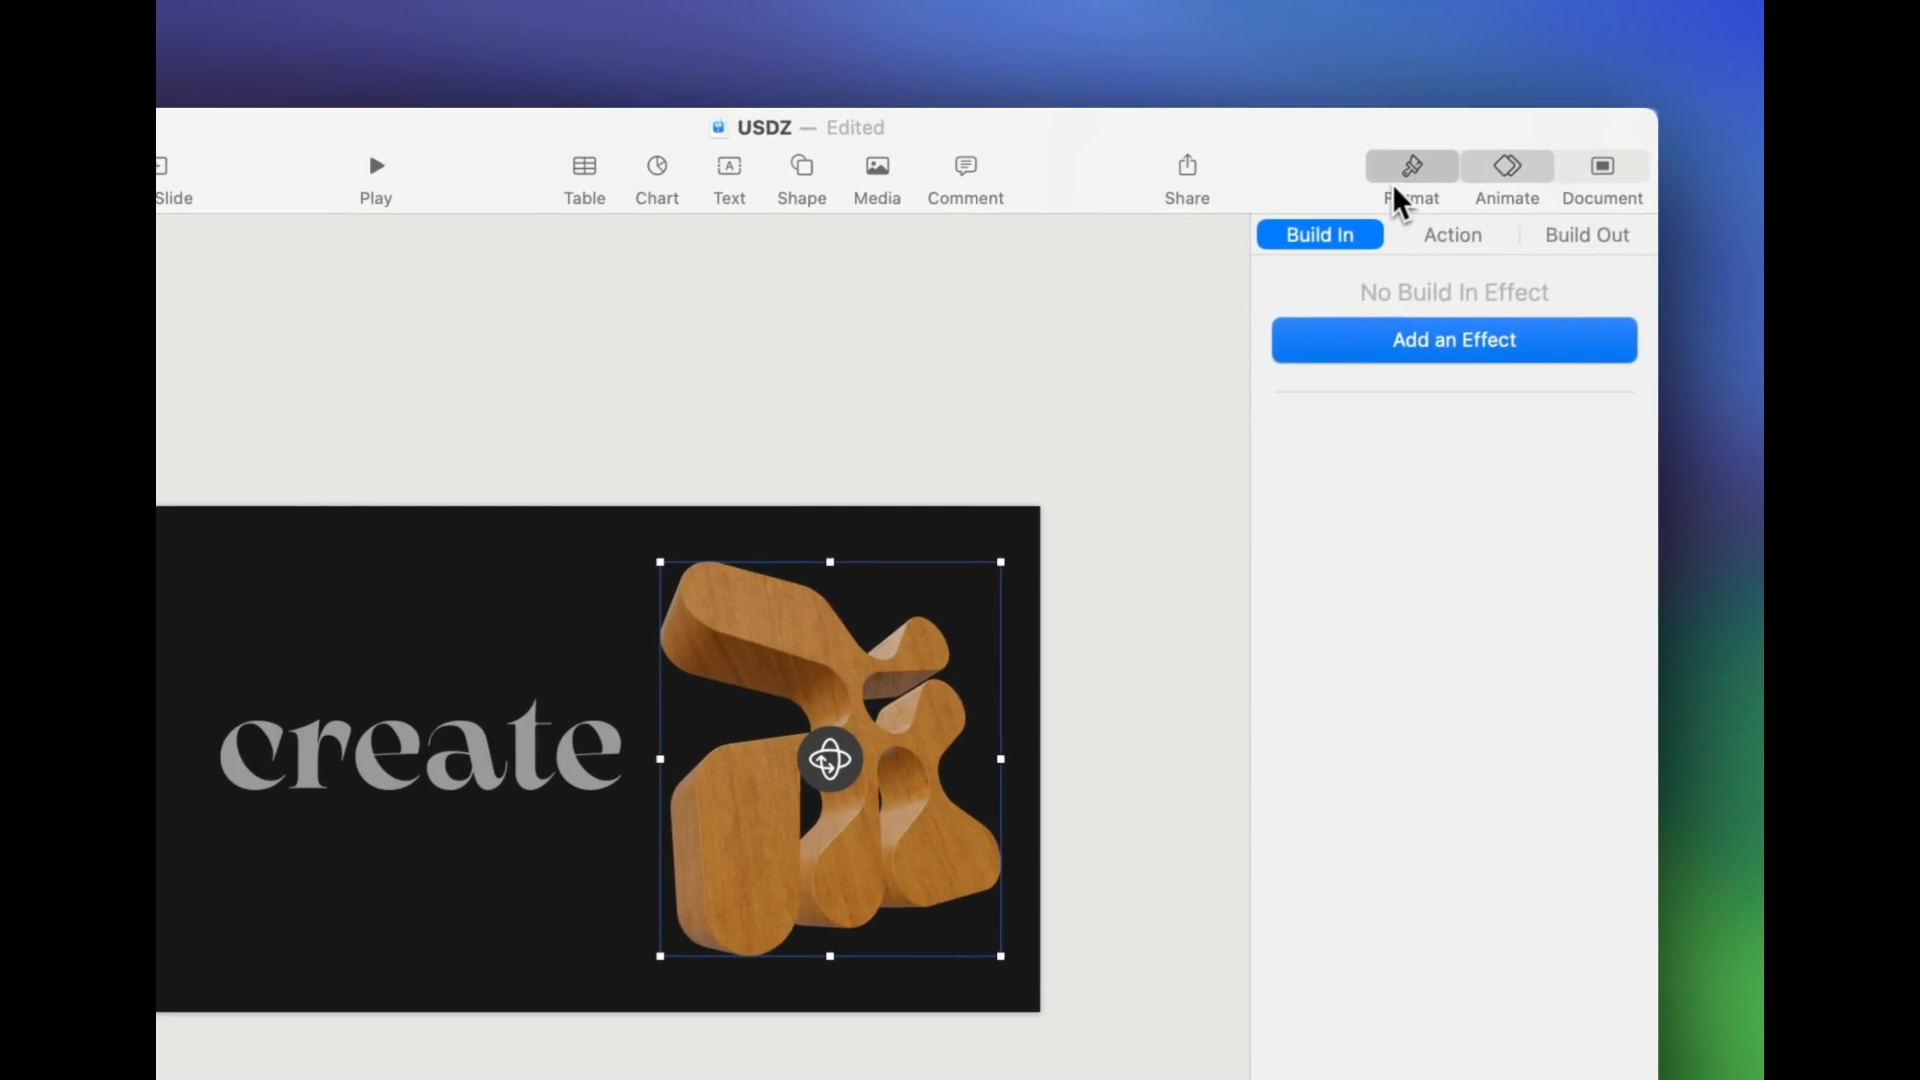 USDZ — Edited
Slide
Play
Table
Chart
Text
Shape
Media
Comment
Share
Format
Animate
Document
Build In
Action
Build Out
No Build In Effect
Add an Effect
create